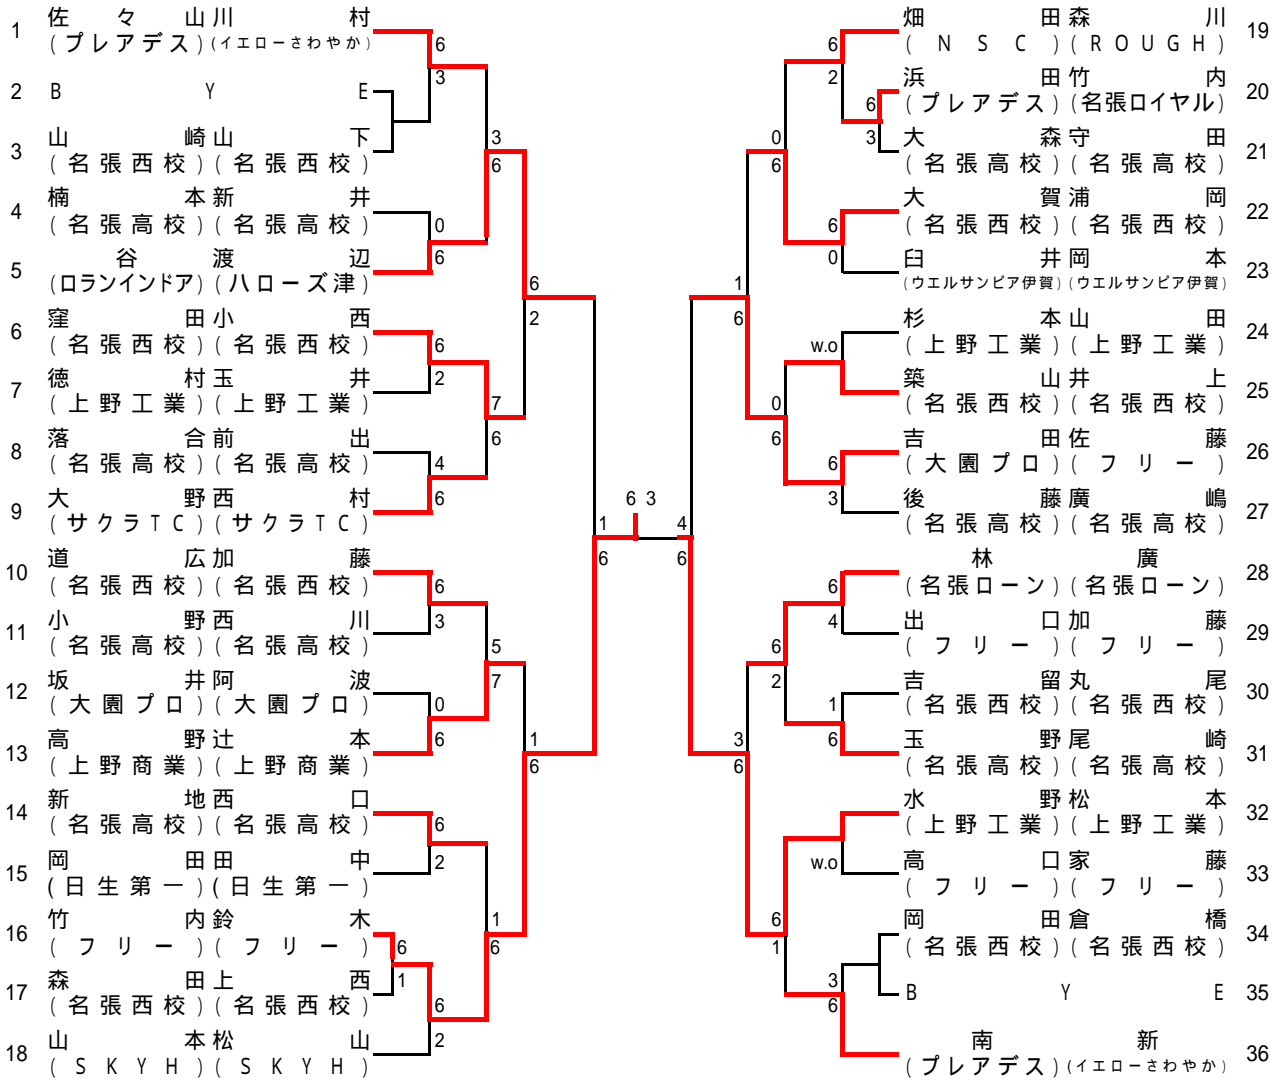 1 佐々山 川村
(プレアデス) (イエローさわやか)
2 BYE
3 山崎 山下
(名張西校) (名張西校)
4 楠本 新井
(名張高校) (名張高校)
5 谷 渡辺
(ロランインドア) (ハローズ津)
6 窪田 小西
(名張西校) (名張西校)
7 徳村 玉井
(上野工業) (上野工業)
8 落合 前出
(名張高校) (名張高校)
9 大野 西村
(サクラTC) (サクラTC)
10 道広 加藤
(名張西校) (名張西校)
11 小野 西川
(名張高校) (名張高校)
12 坂井 阿波
(大園プロ) (大園プロ)
13 高野 辻本
(上野商業) (上野商業)
14 新地 西口
(名張高校) (名張高校)
15 岡田 田中
(日生第一) (日生第一)
16 竹内 鈴木
(フリー) (フリー)
17 森田 上西
(名張西校) (名張西校)
18 山本 松山
(SKYH) (SKYH)
6
3
0
6
6
2
4
6
6
3
0
6
6
2
6
1
6
2
3
6
7
6
5
7
1
6
6
2
1
6
1
6
6 3
4
6
1
6
3
6
0
6
0
6
6
2
6
1
6
2
6
3
6
0
w.o
6
3
6
4
1
6
w.o
3
6
畑田 森川 19
(NSC) (ROUGH)
浜田 竹内 20
(プレアデス) (名張ロイヤル)
大森 守田 21
(名張高校) (名張高校)
大賀 浦岡 22
(名張西校) (名張西校)
臼井 岡本 23
(ウエルサンピア伊賀) (ウエルサンピア伊賀)
杉本 山田 24
(上野工業) (上野工業)
築山 井上 25
(名張西校) (名張西校)
吉田 佐藤 26
(大園プロ) (フリー)
後藤 廣嶋 27
(名張高校) (名張高校)
林 廣 28
(名張ローン) (名張ローン)
出口 加藤 29
(フリー) (フリー)
吉留 丸尾 30
(名張西校) (名張西校)
玉野 尾崎 31
(名張高校) (名張高校)
水野 松本 32
(上野工業) (上野工業)
高口 家藤 33
(フリー) (フリー)
岡田 倉橋 34
(名張西校) (名張西校)
BYE 35
南 新 36
(プレアデス) (イエローさわやか)